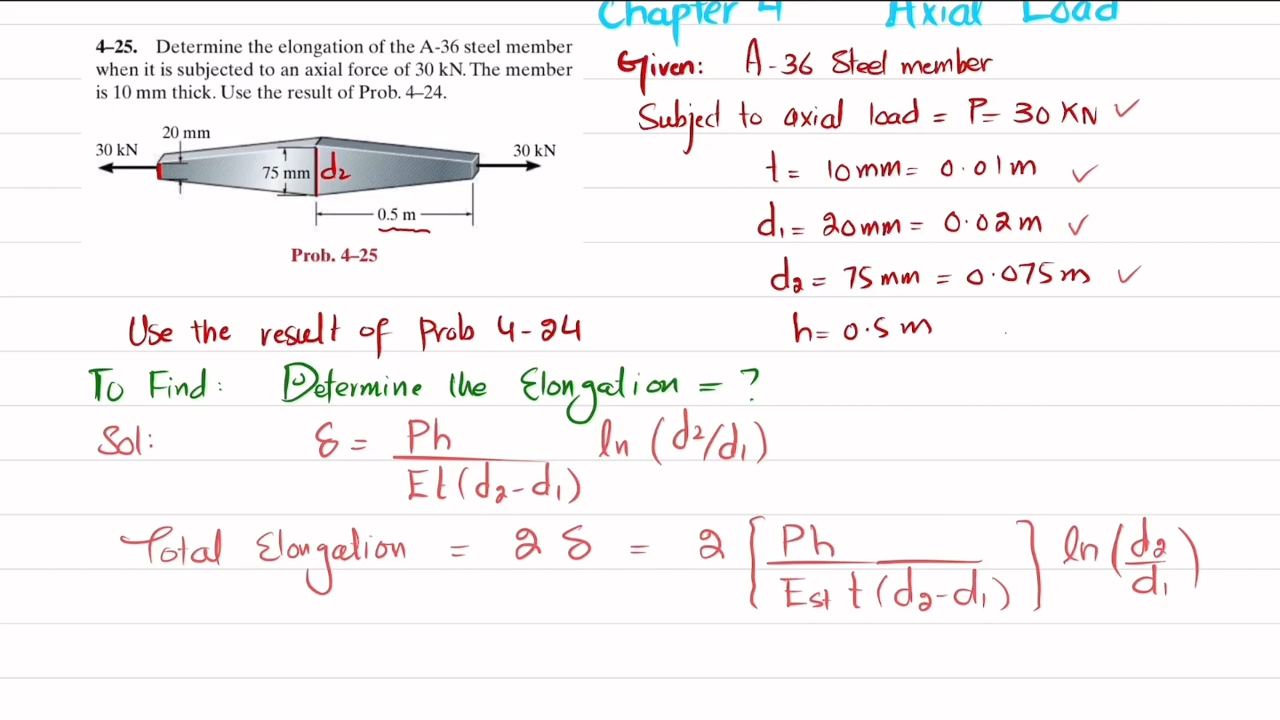 Chapter 4 Axial Load
4–25. Determine the elongation of the A-36 steel member
when it is subjected to an axial force of 30 kN. The member
is 10 mm thick. Use the result of Prob. 4–24.
20 mm
30 kN
75 mm d₂
30 kN
0.5 m
Prob. 4–25
Given: A-36 Steel member
Subject to axial load = P= 30 KN ✓
t = 10mm = 0.01m ✓
d₁ = 20mm = 0.02m ✓
d₂ = 75mm = 0.075m ✓
h = 0.5m
Use the result of Prob 4-24
To Find: Determine the Elongation = ?
Sol: δ = Ph / Et(d₂-d₁) ln (d₂/d₁)
Total Elongation = 2 δ = 2 [Ph / Est t(d₂-d₁)] ln (d₂/d₁)